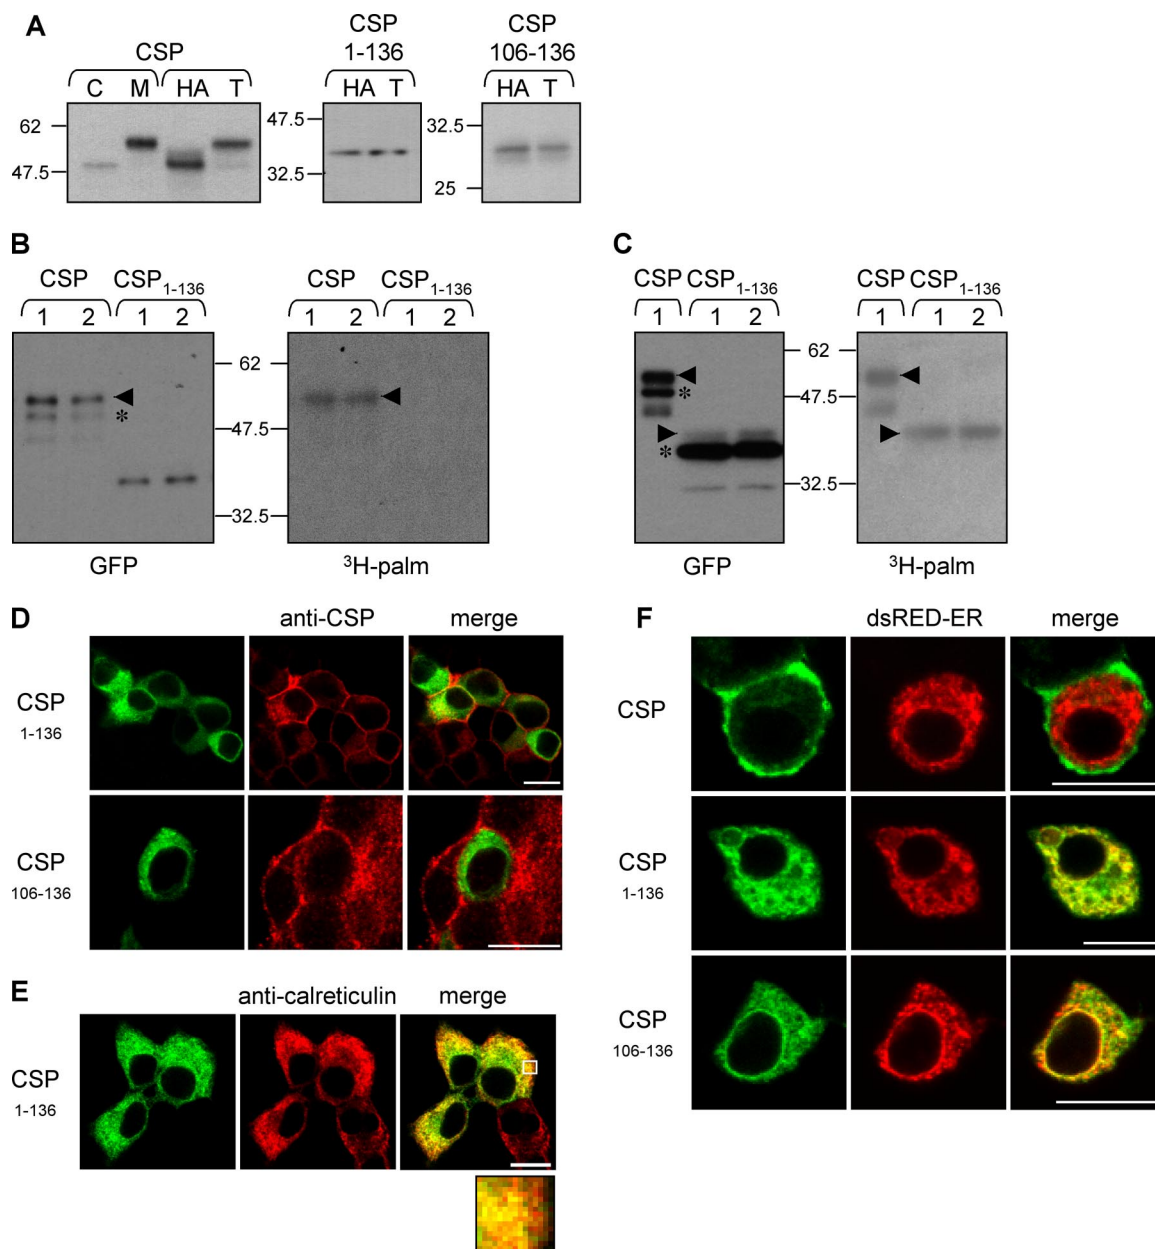 A
CSP
C M HA T
62
47.5
CSP
1-136
HA T
47.5
32.5
CSP
106-136
HA T
32.5
25
B
CSP CSP1-136
1 2 1 2
*
GFP
62
47.5
32.5
CSP CSP1-136
1 2 1 2
3H-palm
C
CSP CSP1-136
1 1 2
*
*
GFP
62
47.5
32.5
CSP CSP1-136
1 1 2
3H-palm
D
anti-CSP merge
CSP
1-136
CSP
106-136
E
anti-calreticulin merge
CSP
1-136
F
dsRED-ER merge
CSP
CSP
1-136
CSP
106-136